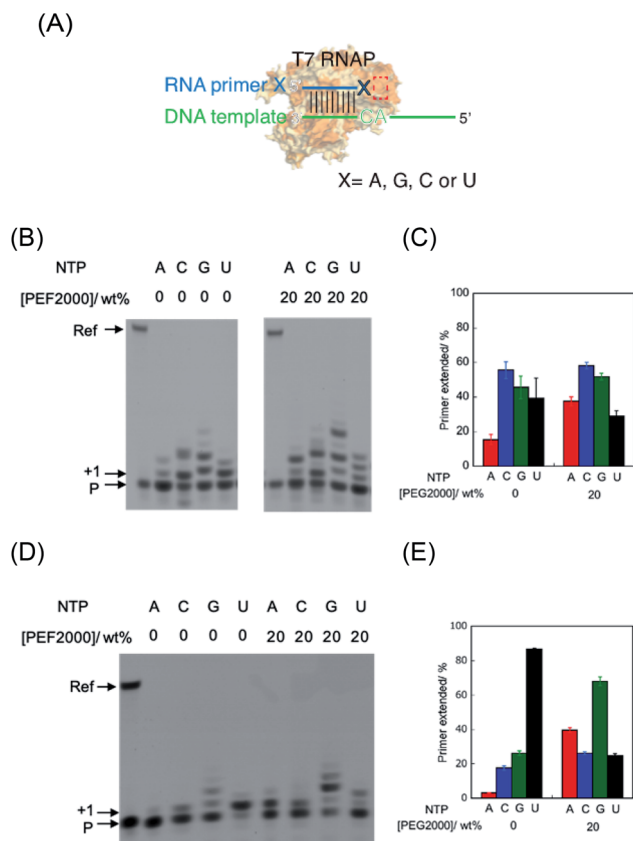 (A)
T7 RNAP
RNA primer X 5' X
DNA template 3' CA 5'
X= A, G, C or U
(B)
NTP A C G U A C G U
[PEF2000]/ wt% 0 0 0 0 20 20 20 20
Ref
+1
P
(C)
100
80
60
40
20
0
Primer extended/ %
NTP A C G U A C G U
[PEG2000]/ wt% 0 20
(D)
NTP A C G U A C G U
[PEF2000]/ wt% 0 0 0 0 20 20 20 20
Ref
+1
P
(E)
100
80
60
40
20
0
Primer extended/ %
NTP A C G U A C G U
[PEG2000]/ wt% 0 20